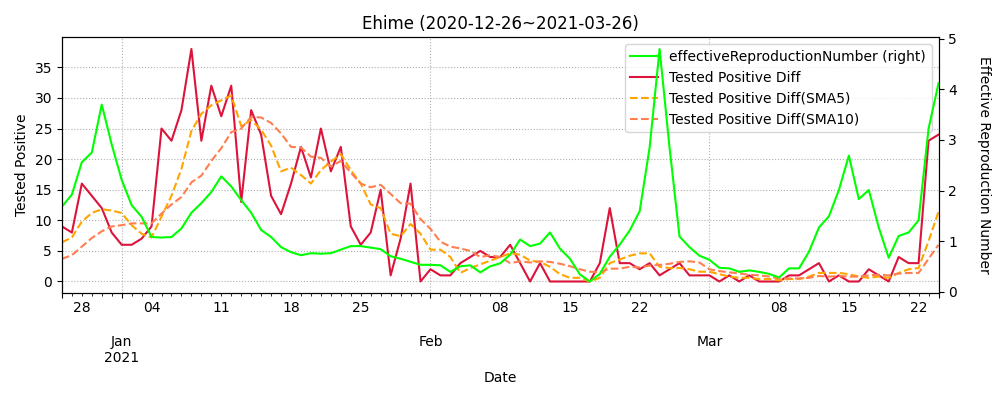 Ehime (2020-12-26~2021-03-26)
effectiveReproductionNumber (right)
Tested Positive Diff
Tested Positive Diff(SMA5)
Tested Positive Diff(SMA10)
Tested Positive
35
30
25
20
15
10
5
0
5
4
3
2
1
0
Effective Reproduction Number
28 04 11 18 25 08 15 22 08 15 22
Jan Feb Mar
2021
Date